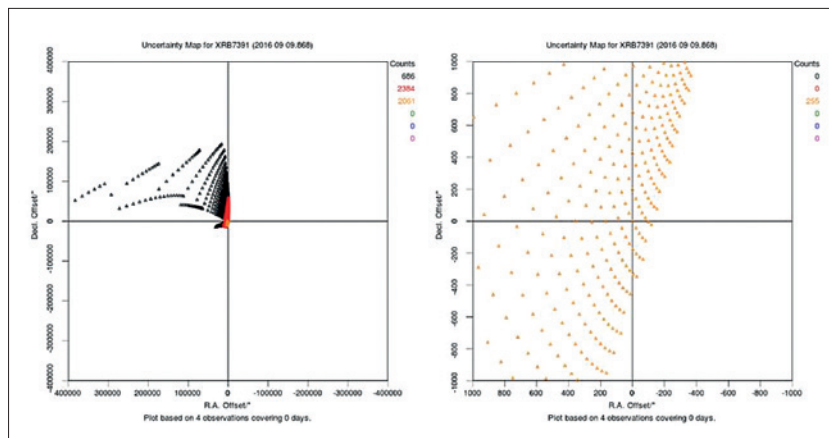 Uncertainty Map for XRB7391 (2016 09 09.868)
Counts
686
2384
2061
0
0
0
400000
300000
200000
100000
0
-100000
-200000
-300000
-400000
Decl. Offset/"
400000 300000 200000 100000 0 -100000 -200000 -300000 -400000
R.A. Offset/"
Plot based on 4 observations covering 0 days.
Uncertainty Map for XRB7391 (2016 09 09.868)
Counts
0
0
255
0
0
0
1000
800
600
400
200
0
-200
-400
-600
-800
-1000
Decl. Offset/"
1000 800 600 400 200 0 -200 -400 -600 -800 -1000
R.A. Offset/"
Plot based on 4 observations covering 0 days.